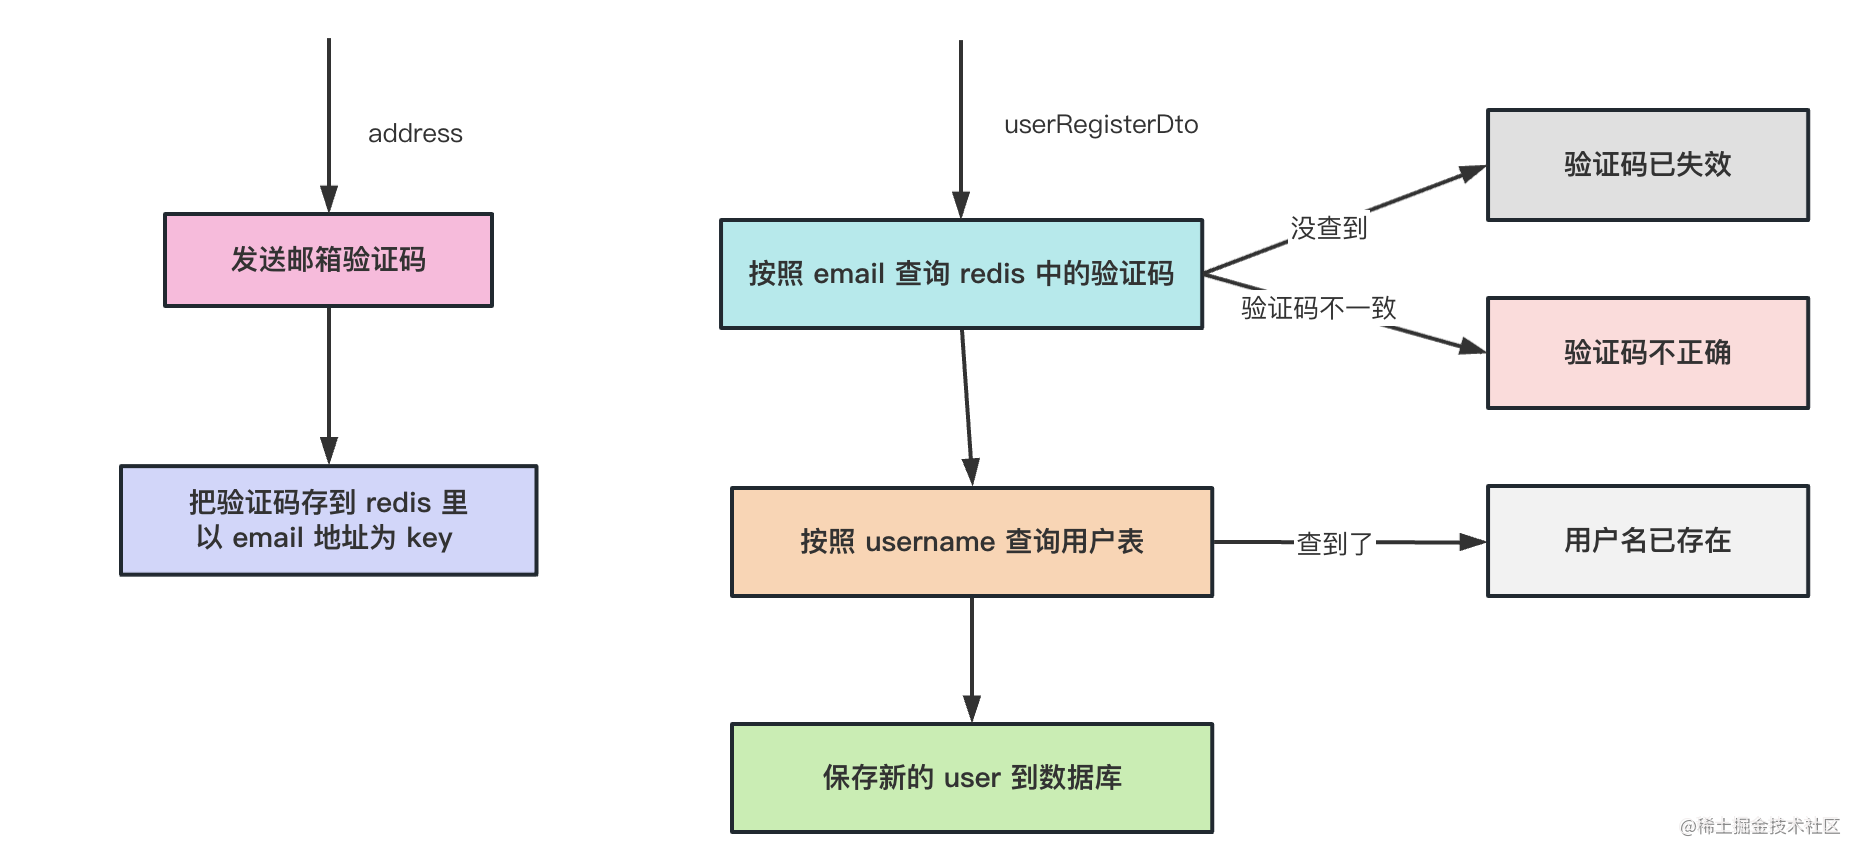 address
发送邮箱验证码
把验证码存到 redis 里
以 email 地址为 key
userRegisterDto
按照 email 查询 redis 中的验证码
没查到
验证码已失效
验证码不一致
验证码不正确
按照 username 查询用户表
查到了
用户名已存在
保存新的 user 到数据库
@稀土掘金技术社区